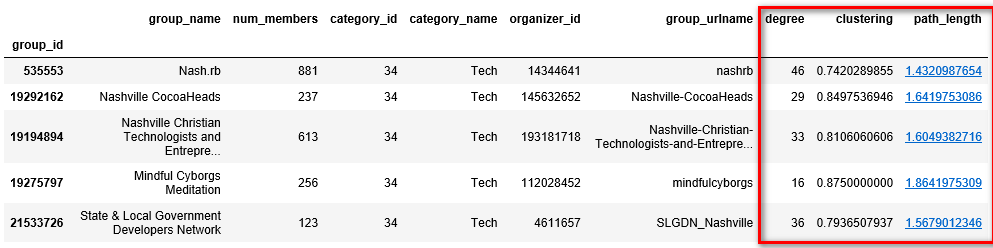 group_name num_members category_id category_name organizer_id group_urlname degree clustering path_length
group_id
535553 Nash.rb 881 34 Tech 14344641 nashrb 46 0.7420289855 1.4320987654
19292162 Nashville CocoaHeads 237 34 Tech 145632652 Nashville-CocoaHeads 29 0.8497536946 1.6419753086
Nashville Christian
19194894 Technologists and 613 34 Tech 193181718 Nashville-Christian- 33 0.8106060606 1.6049382716
Entrepre... Technologists-and-Entrepre...
19275797 Mindful Cyborgs 256 34 Tech 112028452 mindfulcyborgs 16 0.8750000000 1.8641975309
Meditation
21533726 State & Local Government 123 34 Tech 4611657 SLGDN_Nashville 36 0.7936507937 1.5679012346
Developers Network